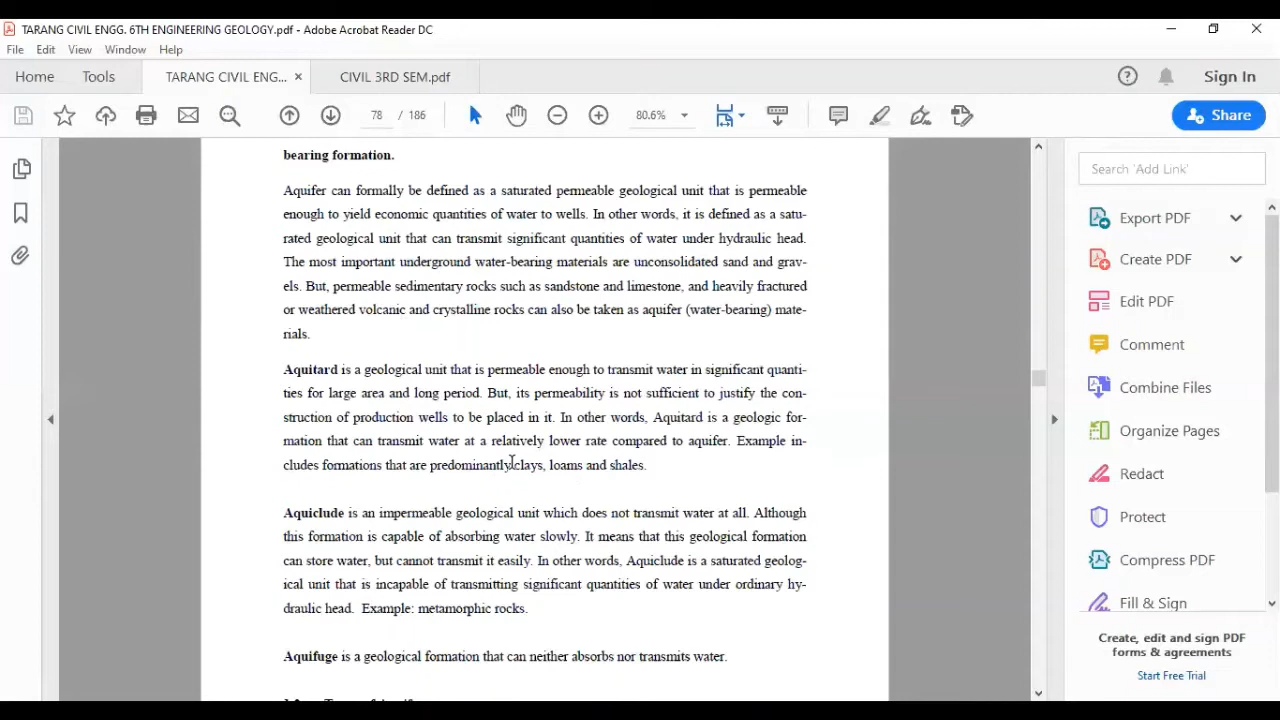 TARANG CIVIL ENGG. 6TH ENGINEERING GEOLOGY.pdf - Adobe Acrobat Reader DC
File Edit View Window Help
Home Tools TARANG CIVIL ENG... × CIVIL 3RD SEM.pdf Sign In
78 / 186 80.6% Share
bearing formation.
Aquifer can formally be defined as a saturated permeable geological unit that is permeable
enough to yield economic quantities of water to wells. In other words, it is defined as a satu-
rated geological unit that can transmit significant quantities of water under hydraulic head.
The most important underground water-bearing materials are unconsolidated sand and grav-
els. But, permeable sedimentary rocks such as sandstone and limestone, and heavily fractured
or weathered volcanic and crystalline rocks can also be taken as aquifer (water-bearing) mate-
rials.
Aquitard is a geological unit that is permeable enough to transmit water in significant quanti-
ties for large area and long period. But, its permeability is not sufficient to justify the con-
struction of production wells to be placed in it. In other words, Aquitard is a geologic for-
mation that can transmit water at a relatively lower rate compared to aquifer. Example in-
cludes formations that are predominantly clays, loams and shales.
Aquiclude is an impermeable geological unit which does not transmit water at all. Although
this formation is capable of absorbing water slowly. It means that this geological formation
can store water, but cannot transmit it easily. In other words, Aquiclude is a saturated geolog-
ical unit that is incapable of transmitting significant quantities of water under ordinary hy-
draulic head. Example: metamorphic rocks.
Aquifuge is a geological formation that can neither absorbs nor transmits water.
Search 'Add Link'
Export PDF
Create PDF
Edit PDF
Comment
Combine Files
Organize Pages
Redact
Protect
Compress PDF
Fill & Sign
Create, edit and sign PDF
forms & agreements
Start Free Trial